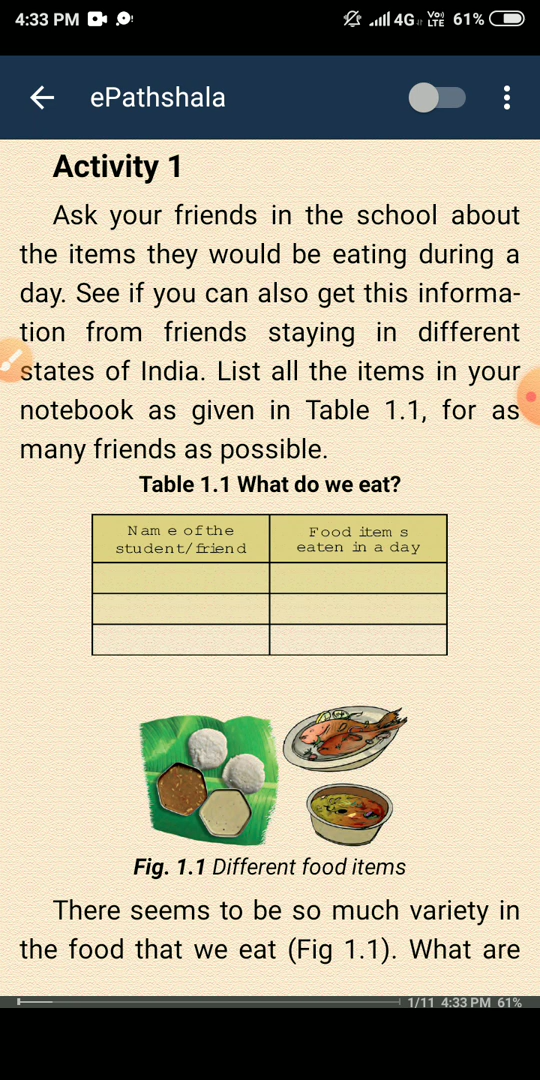 4:33 PM 4G Vo) LTE 61%
ePathshala
Activity 1
Ask your friends in the school about
the items they would be eating during a
day. See if you can also get this informa-
tion from friends staying in different
states of India. List all the items in your
notebook as given in Table 1.1, for as
many friends as possible.
Table 1.1 What do we eat?
Name of the
student/friend
Food items
eaten in a day
Fig. 1.1 Different food items
There seems to be so much variety in
the food that we eat (Fig 1.1). What are
1/11 4:33 PM 61%